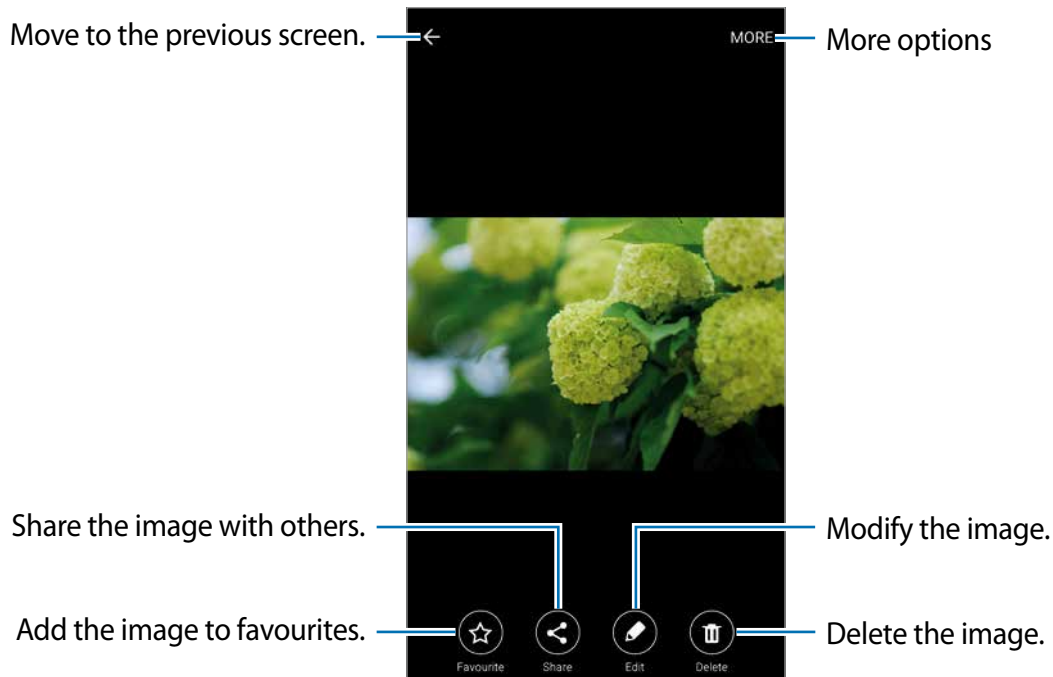 Move to the previous screen.
MORE
More options
Share the image with others.
Modify the image.
Add the image to favourites.
Delete the image.
Favourite
Share
Edit
Delete